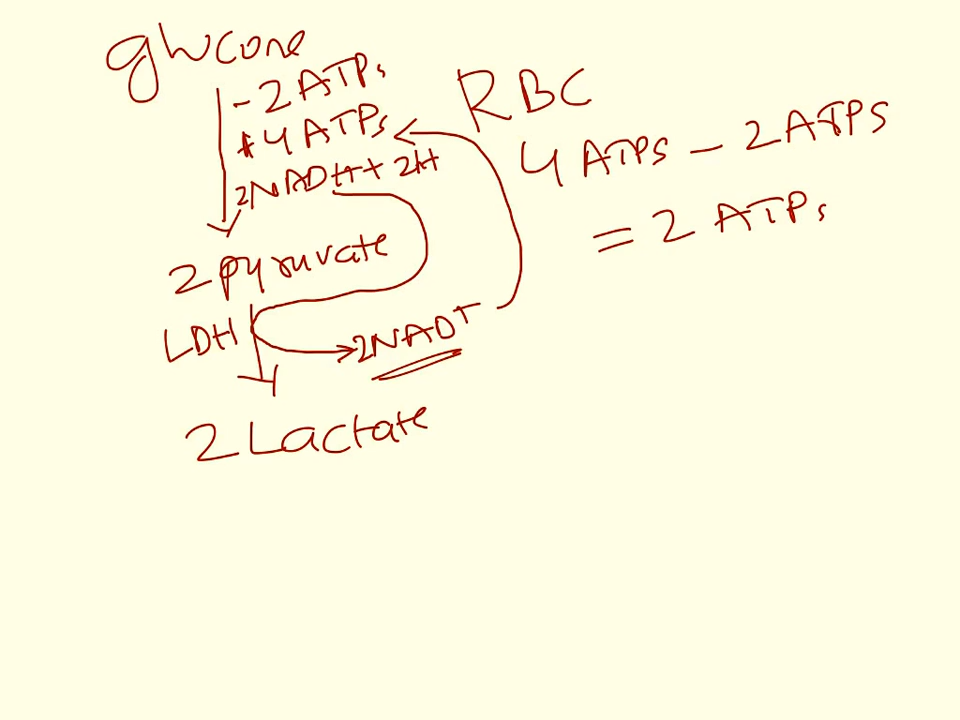 glucose
- 2 ATPs
+ 4 ATPs
2NADH + 2H
2 pyruvate
LDH
2NAD+
2 Lactate
RBC
4 ATPs - 2 ATPS
= 2 ATPs